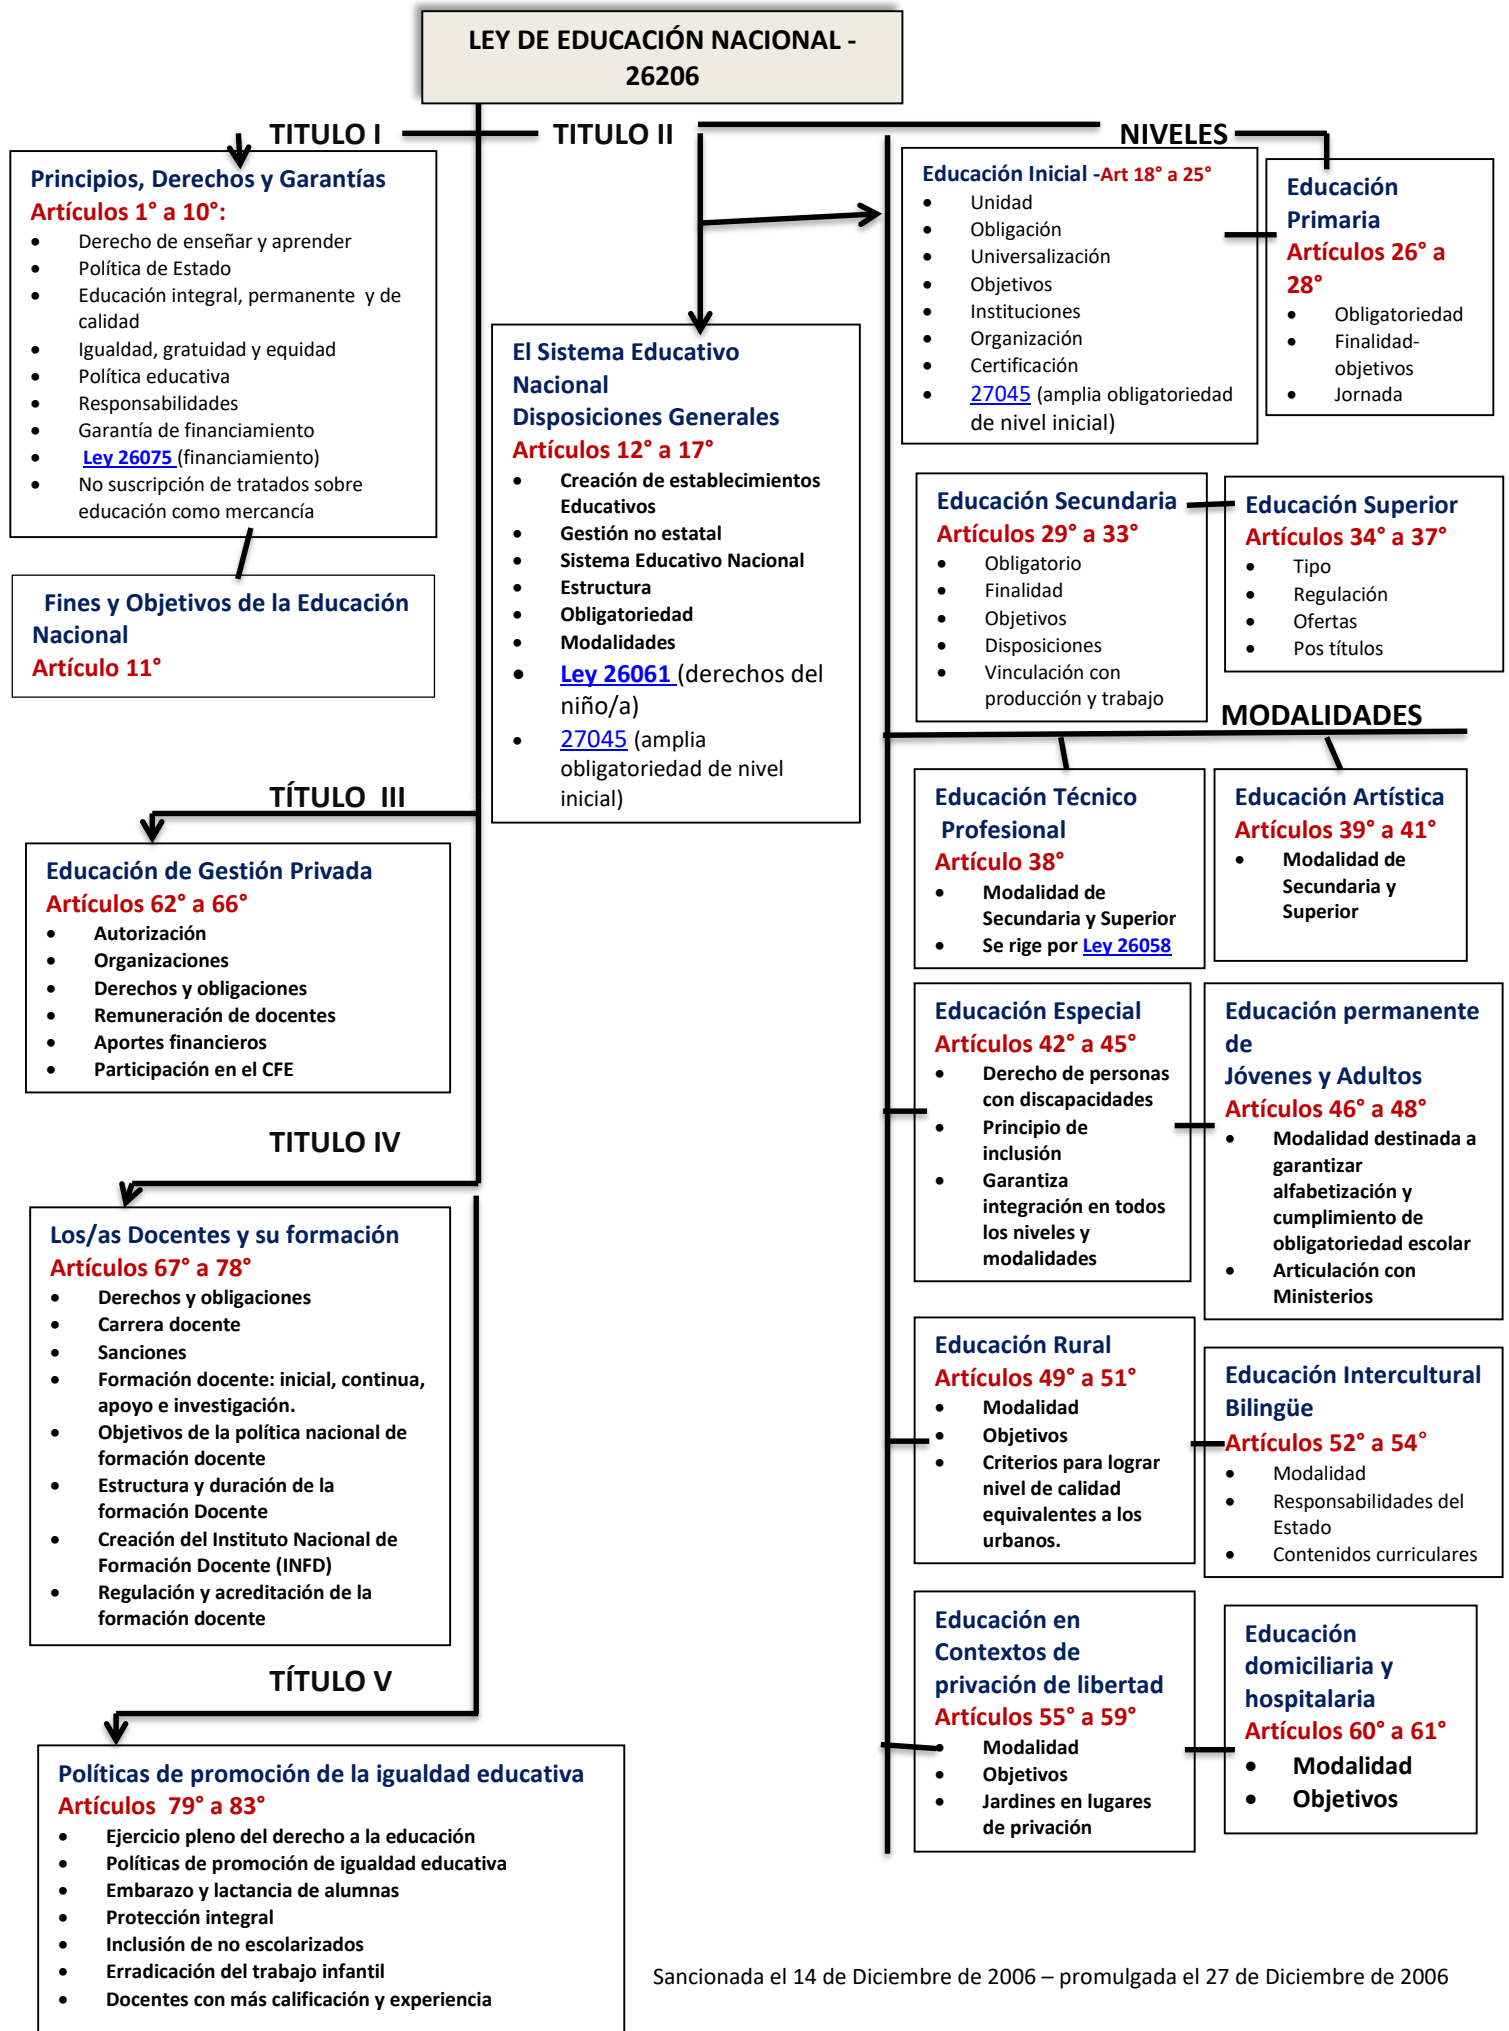 LEY DE EDUCACIÓN NACIONAL -
26206
TITULO I
Principios, Derechos y Garantías
Artículos 1° a 10°:
• Derecho de enseñar y aprender
• Política de Estado
• Educación integral, permanente y de
calidad
• Igualdad, gratuidad y equidad
• Política educativa
• Responsabilidades
• Garantía de financiamiento
• Ley 26075 (financiamiento)
• No suscripción de tratados sobre
educación como mercancía
Fines y Objetivos de la Educación
Nacional
Artículo 11°
TITULO II
El Sistema Educativo
Nacional
Disposiciones Generales
Artículos 12° a 17°
• Creación de establecimientos
Educativos
• Gestión no estatal
• Sistema Educativo Nacional
• Estructura
• Obligatoriedad
• Modalidades
• Ley 26061 (derechos del
niño/a)
• 27045 (amplia
obligatoriedad de nivel
inicial)
NIVELES
Educación Inicial -Art 18° a 25°
• Unidad
• Obligación
• Universalización
• Objetivos
• Instituciones
• Organización
• Certificación
• 27045 (amplia obligatoriedad
de nivel inicial)
Educación
Primaria
Artículos 26° a
28°
• Obligatoriedad
• Finalidad-
objetivos
• Jornada
Educación Secundaria
Artículos 29° a 33°
• Obligatorio
• Finalidad
• Objetivos
• Disposiciones
• Vinculación con
producción y trabajo
Educación Superior
Artículos 34° a 37°
• Tipo
• Regulación
• Ofertas
• Pos títulos
MODALIDADES
Educación Técnico
Profesional
Artículo 38°
• Modalidad de
Secundaria y Superior
• Se rige por Ley 26058
Educación Artística
Artículos 39° a 41°
• Modalidad de
Secundaria y
Superior
Educación Especial
Artículos 42° a 45°
• Derecho de personas
con discapacidades
• Principio de
inclusión
• Garantiza
integración en todos
los niveles y
modalidades
Educación permanente
de
Jóvenes y Adultos
Artículos 46° a 48°
• Modalidad destinada a
garantizar
alfabetización y
cumplimiento de
obligatoriedad escolar
• Articulación con
Ministerios
Educación Rural
Artículos 49° a 51°
• Modalidad
• Objetivos
• Criterios para lograr
nivel de calidad
equivalentes a los
urbanos.
Educación Intercultural
Bilingüe
Artículos 52° a 54°
• Modalidad
• Responsabilidades del
Estado
• Contenidos curriculares
Educación en
Contextos de
privación de libertad
Artículos 55° a 59°
• Modalidad
• Objetivos
• Jardines en lugares
de privación
Educación
domiciliaria y
hospitalaria
Artículos 60° a 61°
• Modalidad
• Objetivos
TÍTULO III
Educación de Gestión Privada
Artículos 62° a 66°
• Autorización
• Organizaciones
• Derechos y obligaciones
• Remuneración de docentes
• Aportes financieros
• Participación en el CFE
TITULO IV
Los/as Docentes y su formación
Artículos 67° a 78°
• Derechos y obligaciones
• Carrera docente
• Sanciones
• Formación docente: inicial, continua,
apoyo e investigación.
• Objetivos de la política nacional de
formación docente
• Estructura y duración de la
formación Docente
• Creación del Instituto Nacional de
Formación Docente (INFD)
• Regulación y acreditación de la
formación docente
TÍTULO V
Políticas de promoción de la igualdad educativa
Artículos 79° a 83°
• Ejercicio pleno del derecho a la educación
• Políticas de promoción de igualdad educativa
• Embarazo y lactancia de alumnas
• Protección integral
• Inclusión de no escolarizados
• Erradicación del trabajo infantil
• Docentes con más calificación y experiencia
Sancionada el 14 de Diciembre de 2006 – promulgada el 27 de Diciembre de 2006